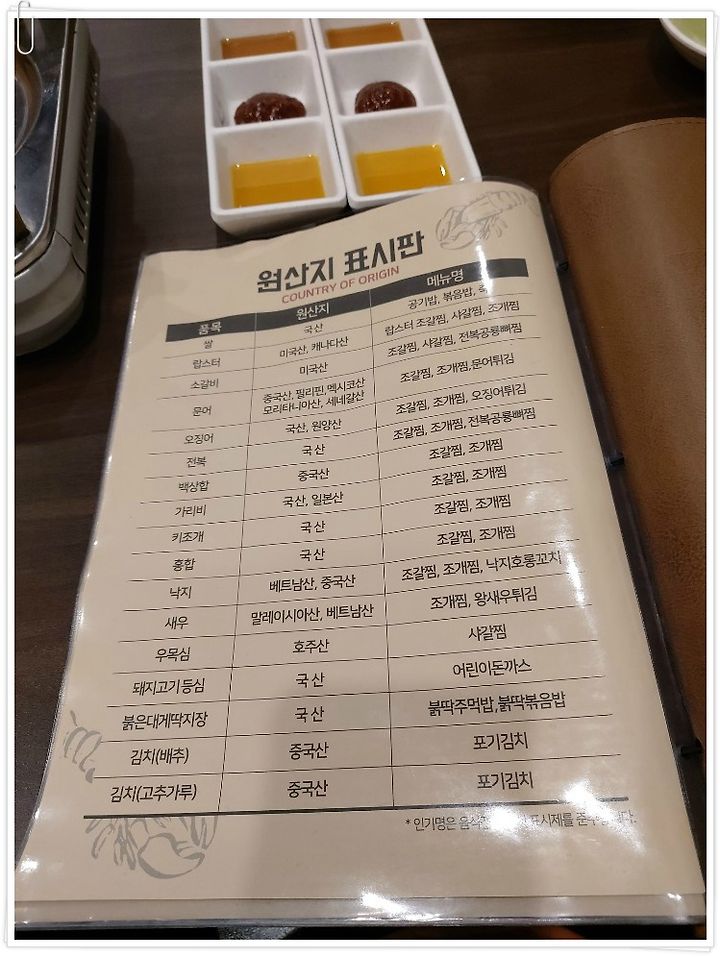 원산지 표시판
COUNTRY OF ORIGIN
품목 원산지 메뉴명
쌀 국산 공기밥, 볶음밥, 죽
랍스터 미국산, 캐나다산 랍스터 조갈찜, 샤갈찜, 조개찜
소갈비 미국산 조갈찜, 샤갈찜, 전복공룡뼈찜
문어 중국산, 필리핀, 멕시코산 모리타니아산, 세네갈산 조갈찜, 조개찜,문어튀김
오징어 국산, 원양산 조갈찜, 조개찜, 오징어튀김
전복 국 산 조갈찜, 조개찜,전복공룡뼈찜
백상합 중국산 조갈찜, 조개찜
가리비 국산, 일본산 조갈찜, 조개찜
키조개 국 산 조갈찜, 조개찜
홍합 국 산 조갈찜, 조개찜
낙지 베트남산, 중국산 조갈찜, 조개찜, 낙지호롱꼬치
새우 말레이시아산, 베트남산 조개찜, 왕새우튀김
우목심 호주산 샤갈찜
돼지고기 등심 국 산 어린이돈까스
붉은대게딱지장 국 산 붉딱주먹밥,붉딱볶음밥
김치(배추) 중국산 포기김치
김치(고추가루) 중국산 포기김치
* 인기명은 표시제를